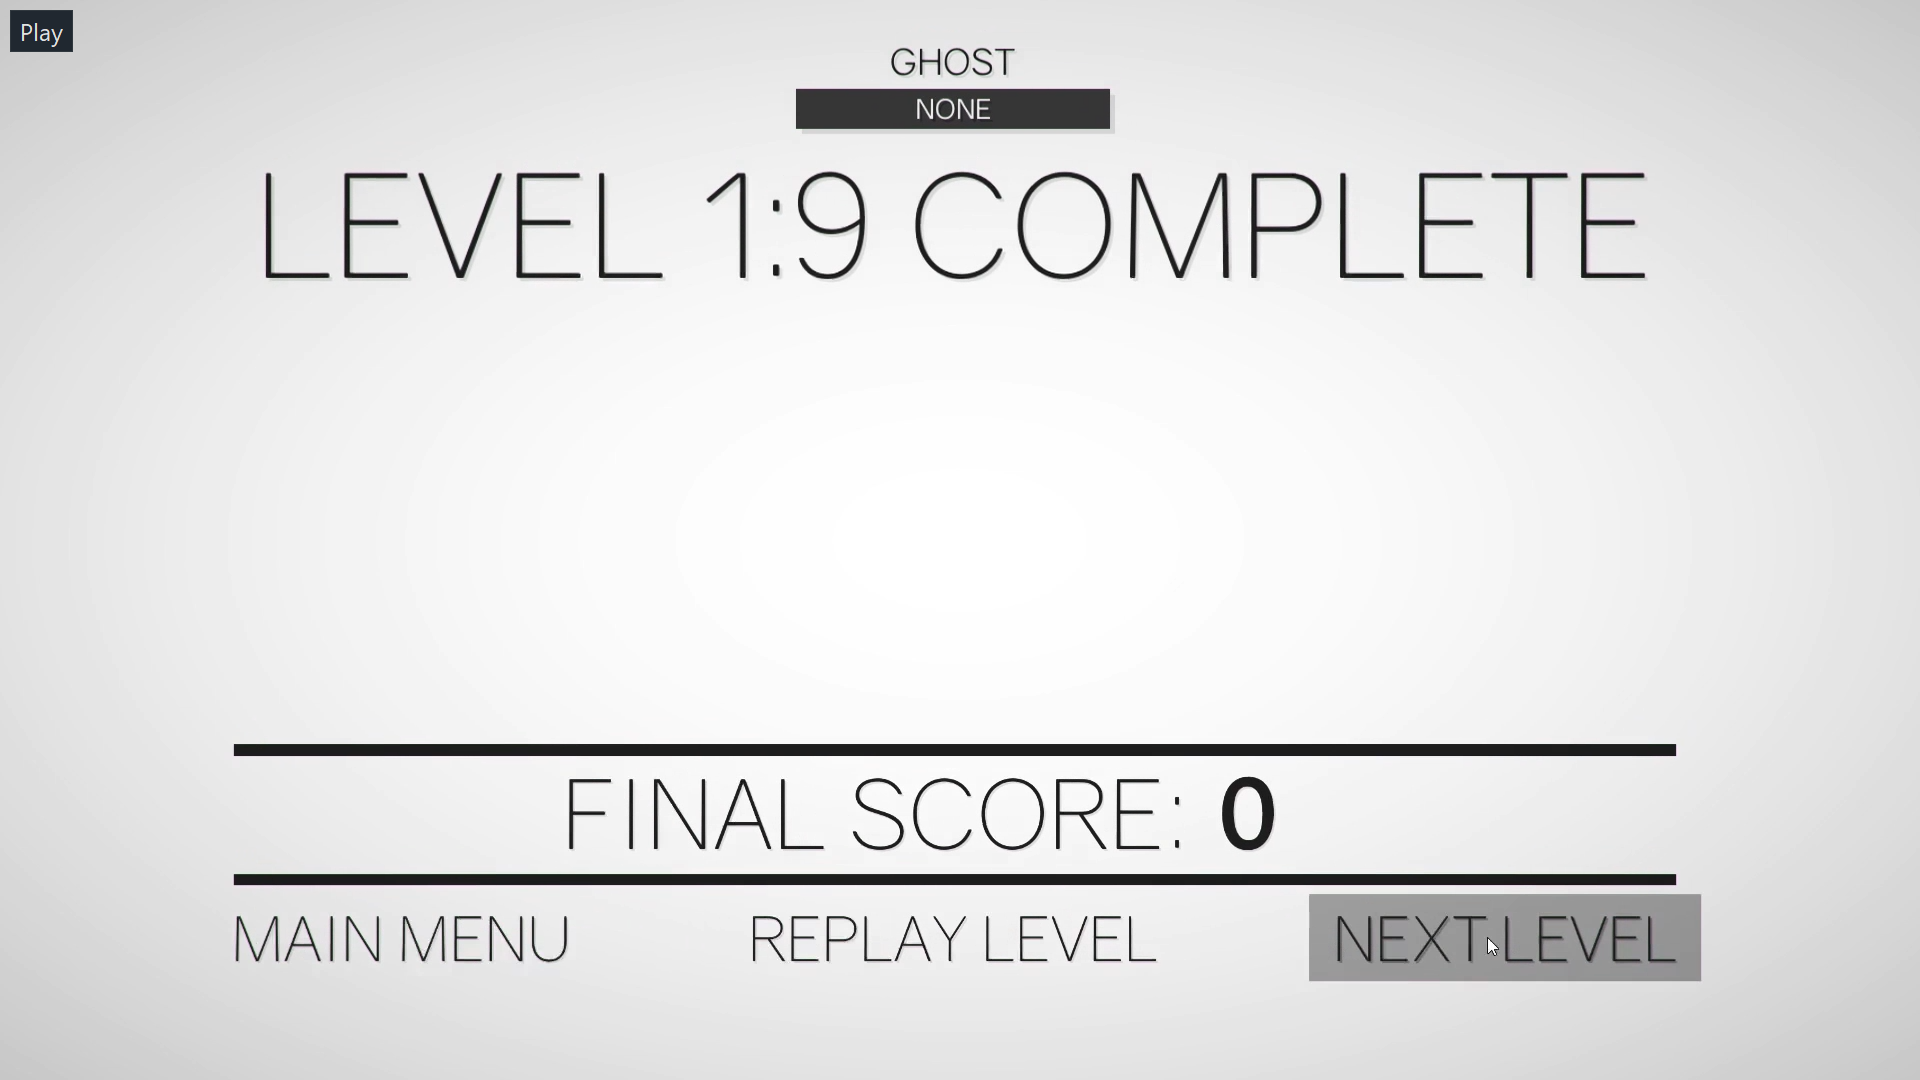 Play
GHOST
NONE
LEVEL 1:9 COMPLETE
FINAL SCORE: 0
MAIN MENU
REPLAY LEVEL
NEXT LEVEL